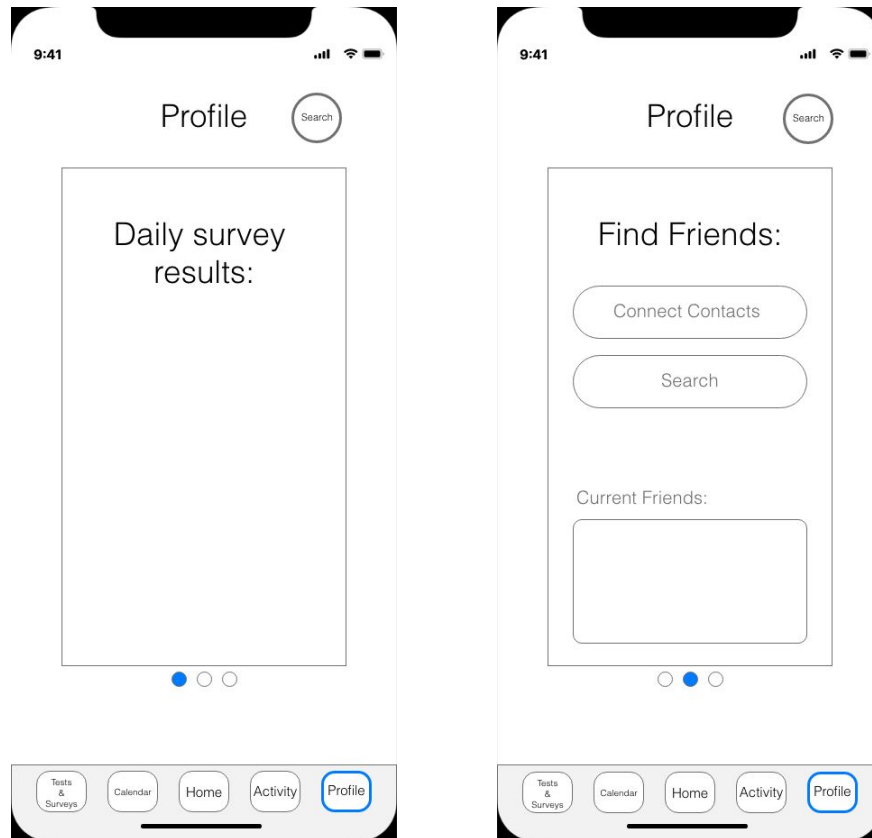 9:41
Profile
Search
Daily survey
results:
Tests
&
Surveys
Calendar
Home
Activity
Profile
9:41
Profile
Search
Find Friends:
Connect Contacts
Search
Current Friends:
Tests
&
Surveys
Calendar
Home
Activity
Profile